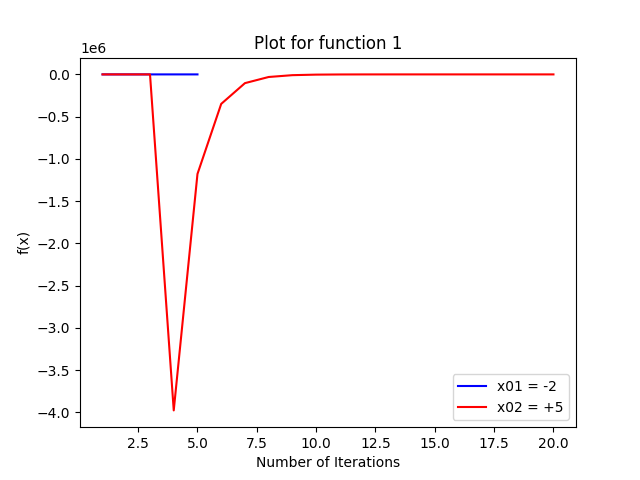 Plot for function 1
1e6
0.0
−0.5
−1.0
−1.5
−2.0
−2.5
−3.0
−3.5
−4.0
f(x)
2.5 5.0 7.5 10.0 12.5 15.0 17.5 20.0
Number of Iterations
x01 = -2
x02 = +5